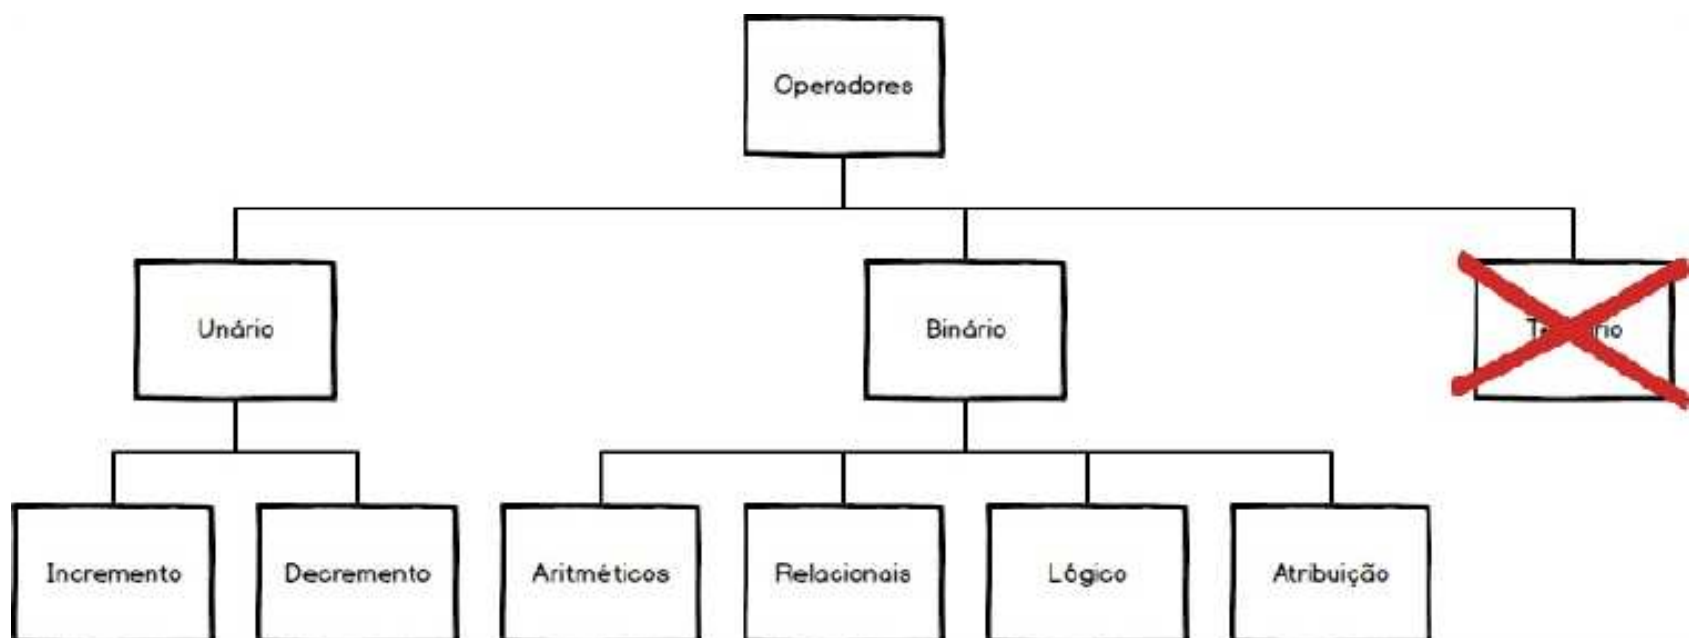 Operadores
Unário
Binário
Incremento
Decremento
Aritméticos
Relacionais
Lógico
Atribuição